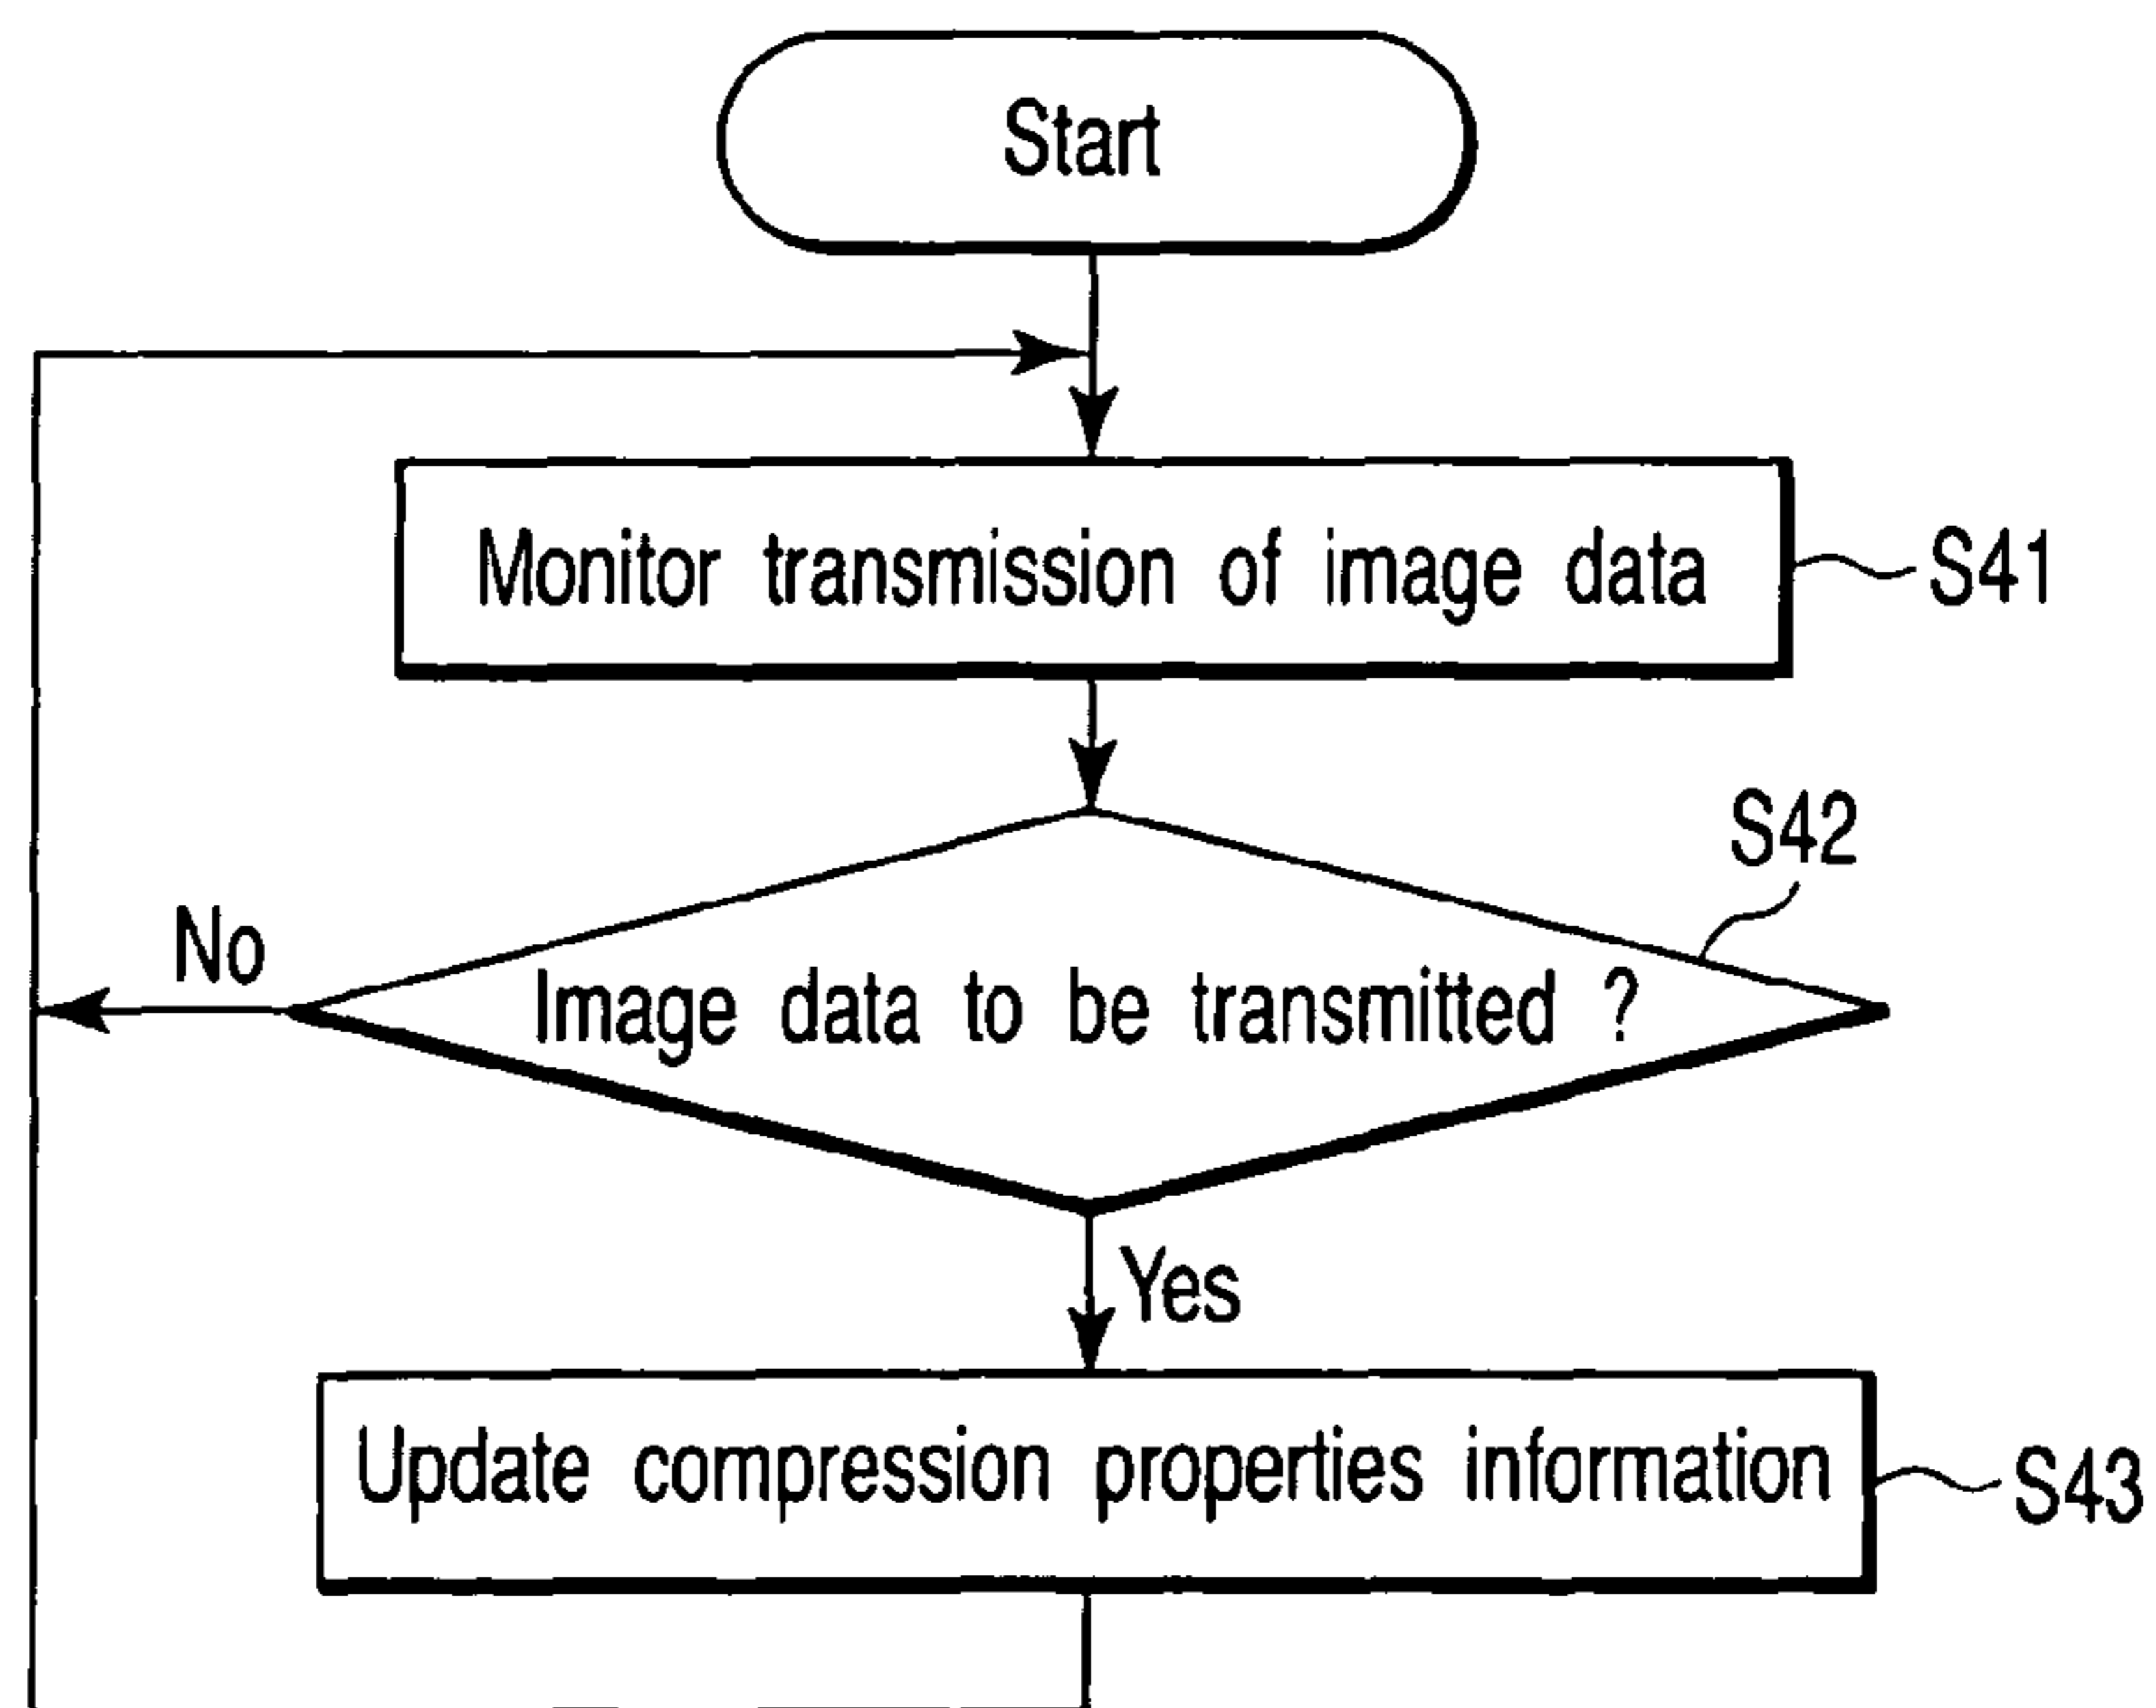 Start
Monitor transmission of image data
S41
S42
No
Image data to be transmitted ?
Yes
Update compression properties information
S43